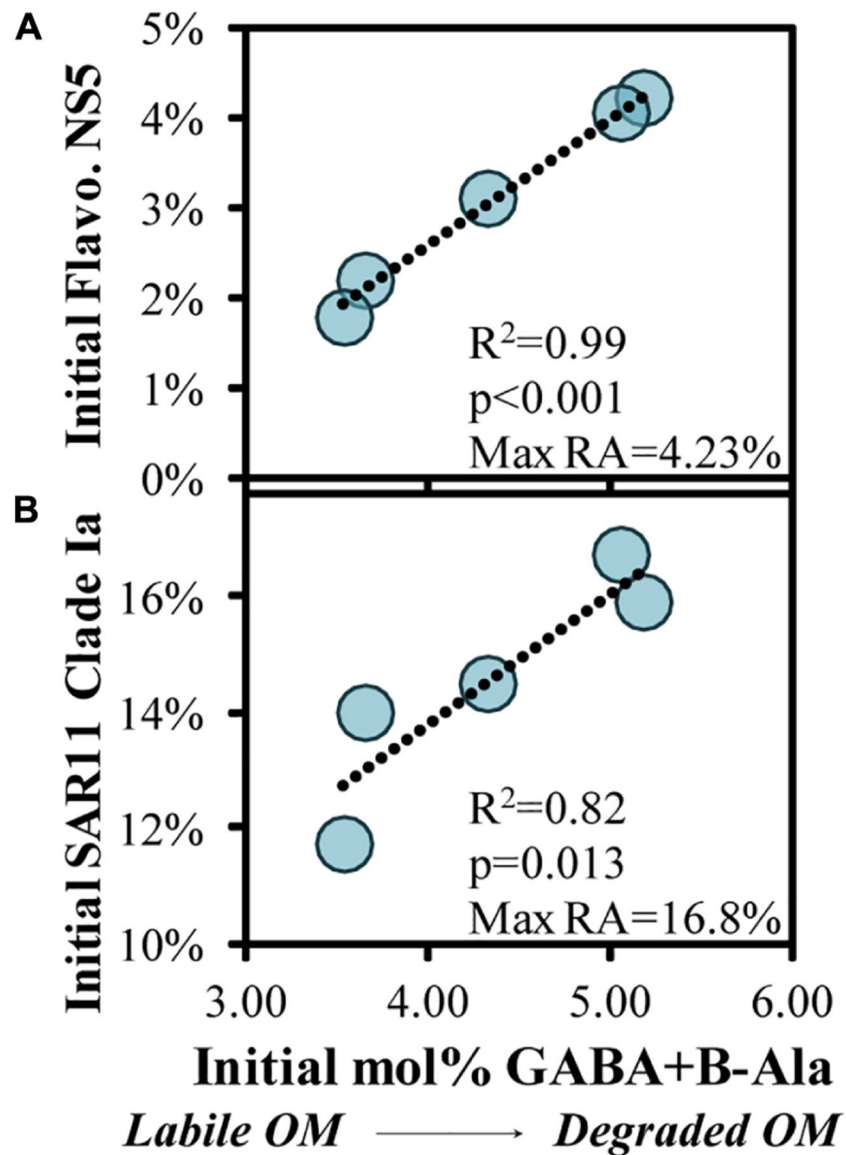 A
Initial Flavo. NS5
5%
4%
3%
2%
1%
0%
R²=0.99
p<0.001
Max RA=4.23%
B
Initial SAR11 Clade Ia
16%
14%
12%
10%
R²=0.82
p=0.013
Max RA=16.8%
3.00 4.00 5.00 6.00
Initial mol% GABA+B-Ala
Labile OM → Degraded OM